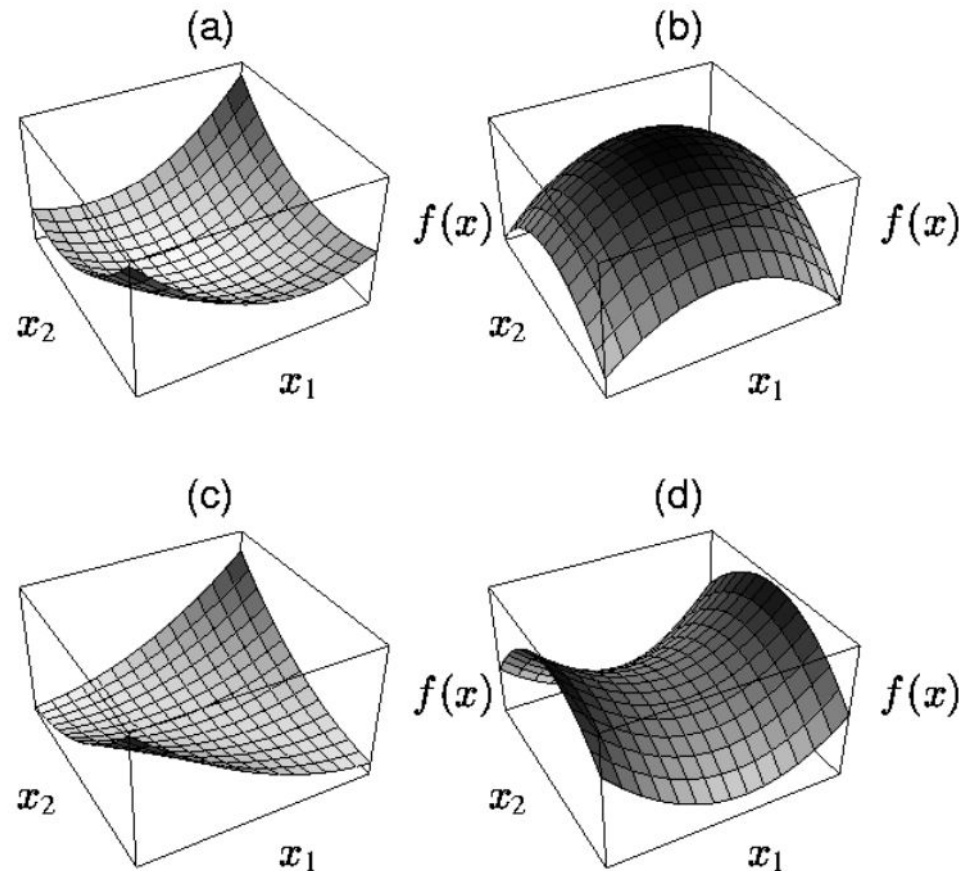 (a) (b)
f(x) f(x)
x₂ x₂
x₁ x₁
(c) (d)
f(x) f(x)
x₂ x₂
x₁ x₁